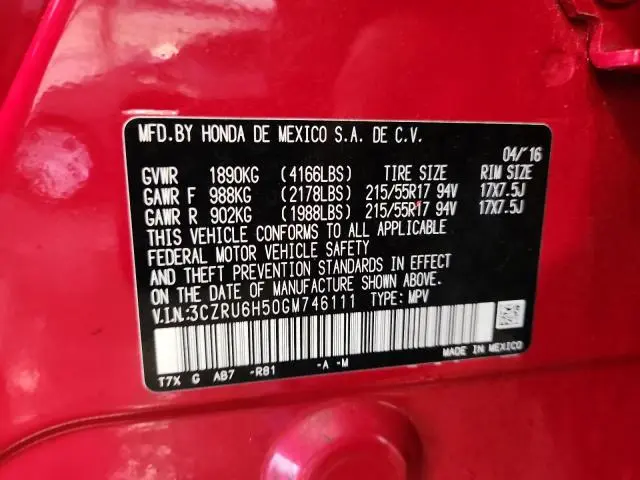 MFD.BY HONDA DE MEXICO S.A. DE C.V.
04/'16
GVWR 1890KG (4166LBS) TIRE SIZE RIM SIZE
GAWR F 988KG (2178LBS) 215/55R17 94V 17X7.5J
GAWR R 902KG (1988LBS) 215/55R17 94V 17X7.5J
THIS VEHICLE CONFORMS TO ALL APPLICABLE
FEDERAL MOTOR VEHICLE SAFETY
AND THEFT PREVENTION STANDARDS IN EFFECT
ON THE DATE OF MANUFACTURE SHOWN ABOVE.
V.I.N.:3CZRU6H50GM746111 TYPE: MPV
MADE IN MEXICO
T7X G AB7 -R81 -A -M